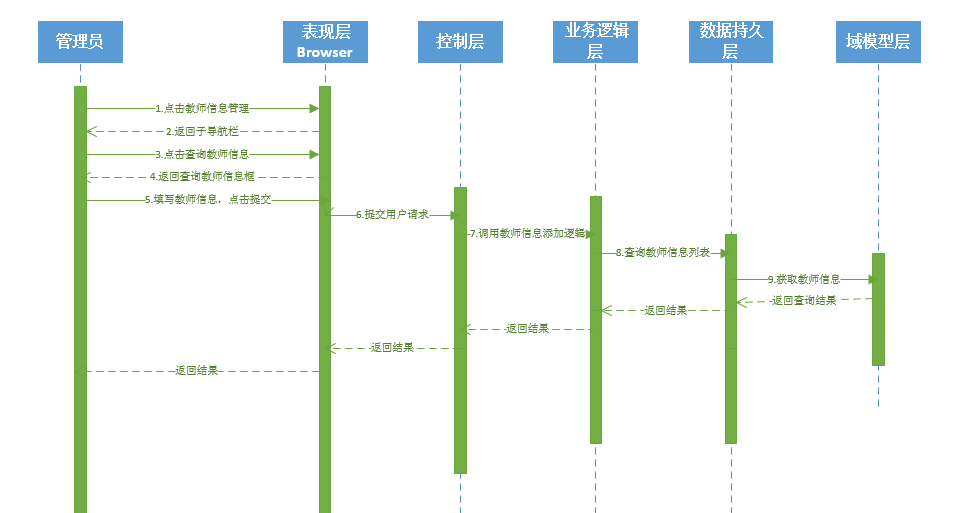 管理员
表现层
Browser
控制层
业务逻辑
层
数据持久
层
域模型层
1.点击教师信息管理
2.返回子导航栏
3.点击查询教师信息
4.返回查询教师信息框
5.填写教师信息，点击提交
6.提交用户请求
7.调用教师信息添加逻辑
8.查询教师信息列表
9.获取教师信息
返回查询结果
返回结果
返回结果
返回结果
返回结果